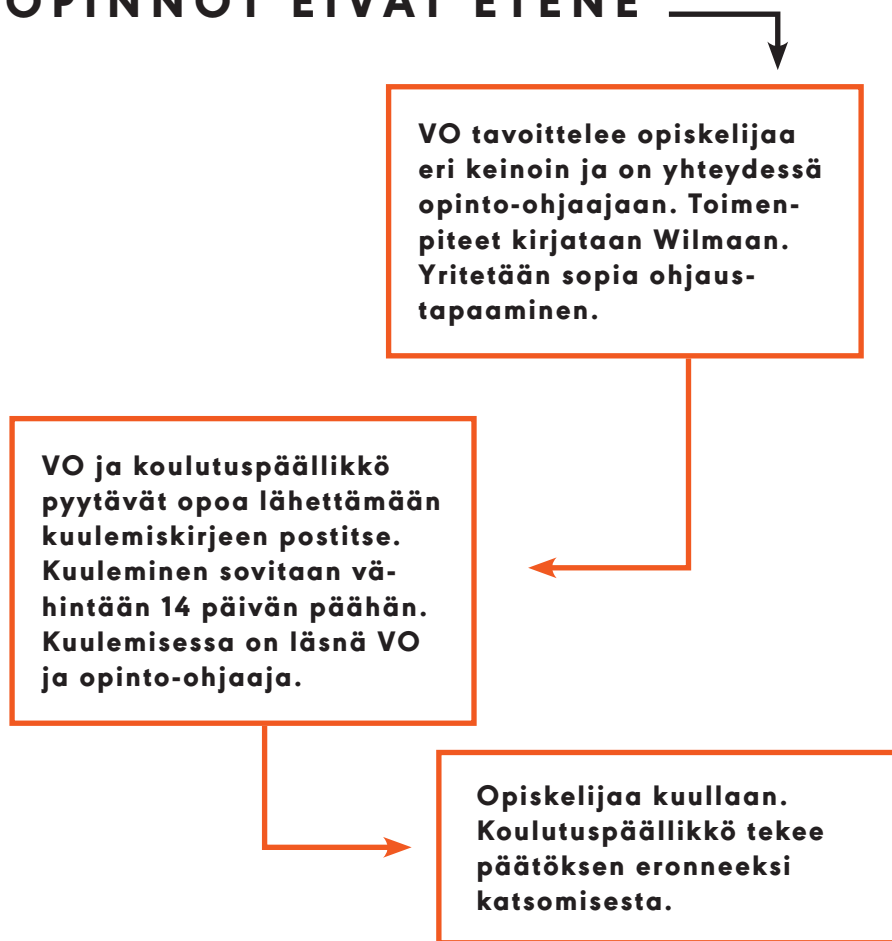 OPINNOT EIVÄT ETENE
VO tavoittelee opiskelijaa
eri keinoin ja on yhteydessä
opinto-ohjaajaan. Toimen-
piteet kirjataan Wilmaan.
Yritetään sopia ohjaus-
tapaaminen.
VO ja koulutuspäällikkö
pyytävät opoa lähettämään
kuulemiskirjeen postitse.
Kuuleminen sovitaan vä-
hintään 14 päivän päähän.
Kuulemisessa on läsnä VO
ja opinto-ohjaaja.
Opiskelijaa kuullaan.
Koulutuspäällikkö tekee
päätöksen eronneeksi
katsomisesta.